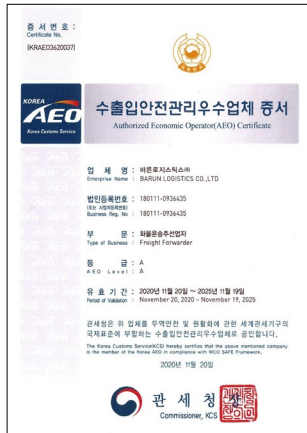 증 서 번 호 :
Certificate No.
(KRAEO3620037)
KOREA
AEO
Korea Customs Service
수출입안전관리우수업체 증서
Authorized Economic Operator(AEO) Certificate
업 체 명 : 바른로지스틱스㈜
Enterprise Name : BARUN LOGISTICS CO.,LTD
법인등록번호 : 180111-0936435
(또는 사업자등록번호)
Business Reg. No : 180111-0936435
부 문 : 화물운송주선업자
Type of Business : Freight Forwarder
등 급 : A
AEO Level : A
유 효 기 간 : 2020년 11월 20일 ~ 2025년 11월 19일
Period of Validation : November 20, 2020 ~ November 19, 2025
관세청은 위 업체를 무역안전 및 원활화에 관한 세계관세기구의
국제표준에 부합하는 수출입안전관리우수업체로 공인합니다.
The Korea Customs Service(KCS) hereby certifies that the above mentioned company
is the member of the Korea AEO in compliance with WCO SAFE Framework.
2020년 11월 20일
관 세 청 장
Commissioner, KCS